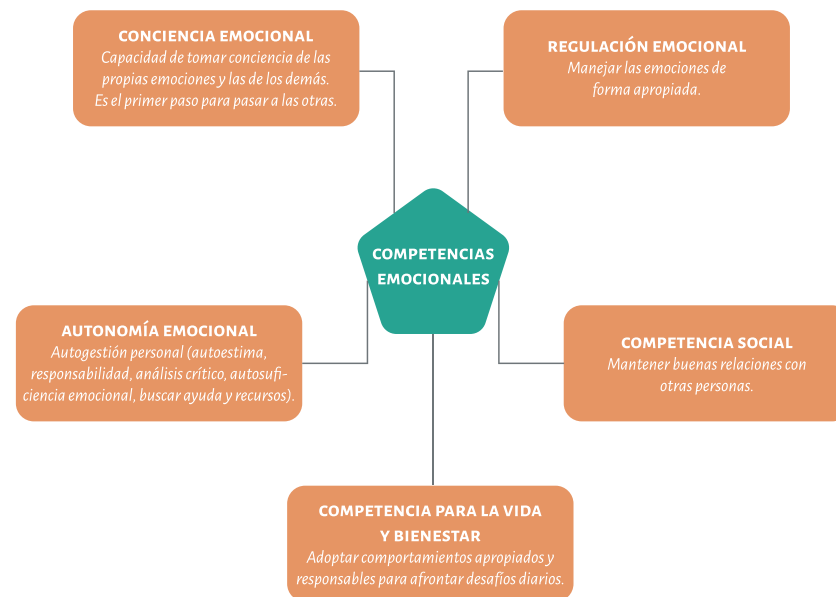 CONCIENCIA EMOCIONAL
Capacidad de tomar conciencia de las
propias emociones y las de los demás.
Es el primer paso para pasar a las otras.
REGULACIÓN EMOCIONAL
Manejar las emociones de
forma apropiada.
COMPETENCIAS
EMOCIONALES
AUTONOMÍA EMOCIONAL
Autogestión personal (autoestima,
responsabilidad, análisis crítico, autosufi-
ciencia emocional, buscar ayuda y recursos).
COMPETENCIA SOCIAL
Mantener buenas relaciones con
otras personas.
COMPETENCIA PARA LA VIDA
Y BIENESTAR
Adoptar comportamientos apropiados y
responsables para afrontar desafíos diarios.